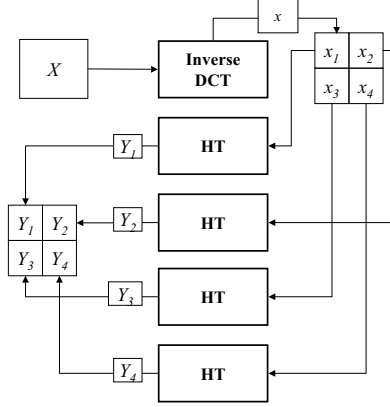 x
X
Inverse
DCT
x₁ x₂
x₃ x₄
Y₁
HT
Y₁ Y₂
Y₃ Y₄
Y₂
HT
Y₃
HT
Y₄
HT